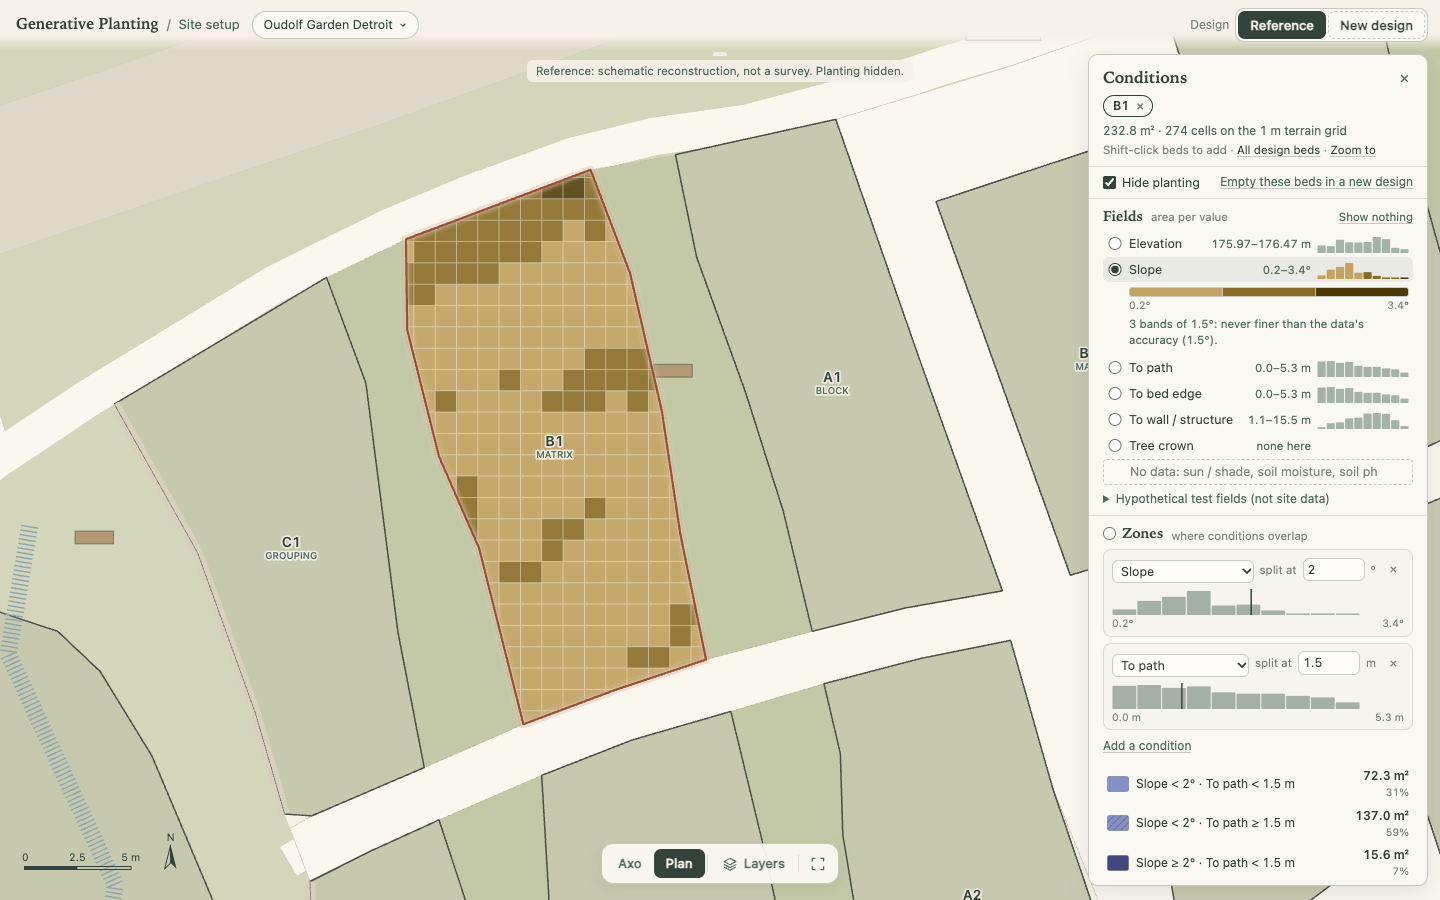 Generative Planting / Site setup Oudolf Garden Detroit
Design Reference New design
Reference: schematic reconstruction, not a survey. Planting hidden.
Conditions ×
B1 ×
232.8 m² · 274 cells on the 1 m terrain grid
Shift-click beds to add · All design beds · Zoom to
Hide planting Empty these beds in a new design
Fields area per value Show nothing
Elevation 175.97–176.47 m
Slope 0.2–3.4°
0.2° 3.4°
3 bands of 1.5°: never finer than the data's
accuracy (1.5°).
To path 0.0–5.3 m
To bed edge 0.0–5.3 m
To wall / structure 1.1–15.5 m
Tree crown none here
No data: sun / shade, soil moisture, soil ph
Hypothetical test fields (not site data)
Zones where conditions overlap
Slope split at 2 ° ×
0.2° 3.4°
To path split at 1.5 m ×
0.0 m 5.3 m
Add a condition
Slope < 2° · To path < 1.5 m 72.3 m²
31%
Slope < 2° · To path ≥ 1.5 m 137.0 m²
59%
Slope ≥ 2° · To path < 1.5 m 15.6 m²
7%
A1
BLOCK
B1
MATRIX
C1
GROUPING
A2
N
0 2.5 5 m
Axo Plan Layers